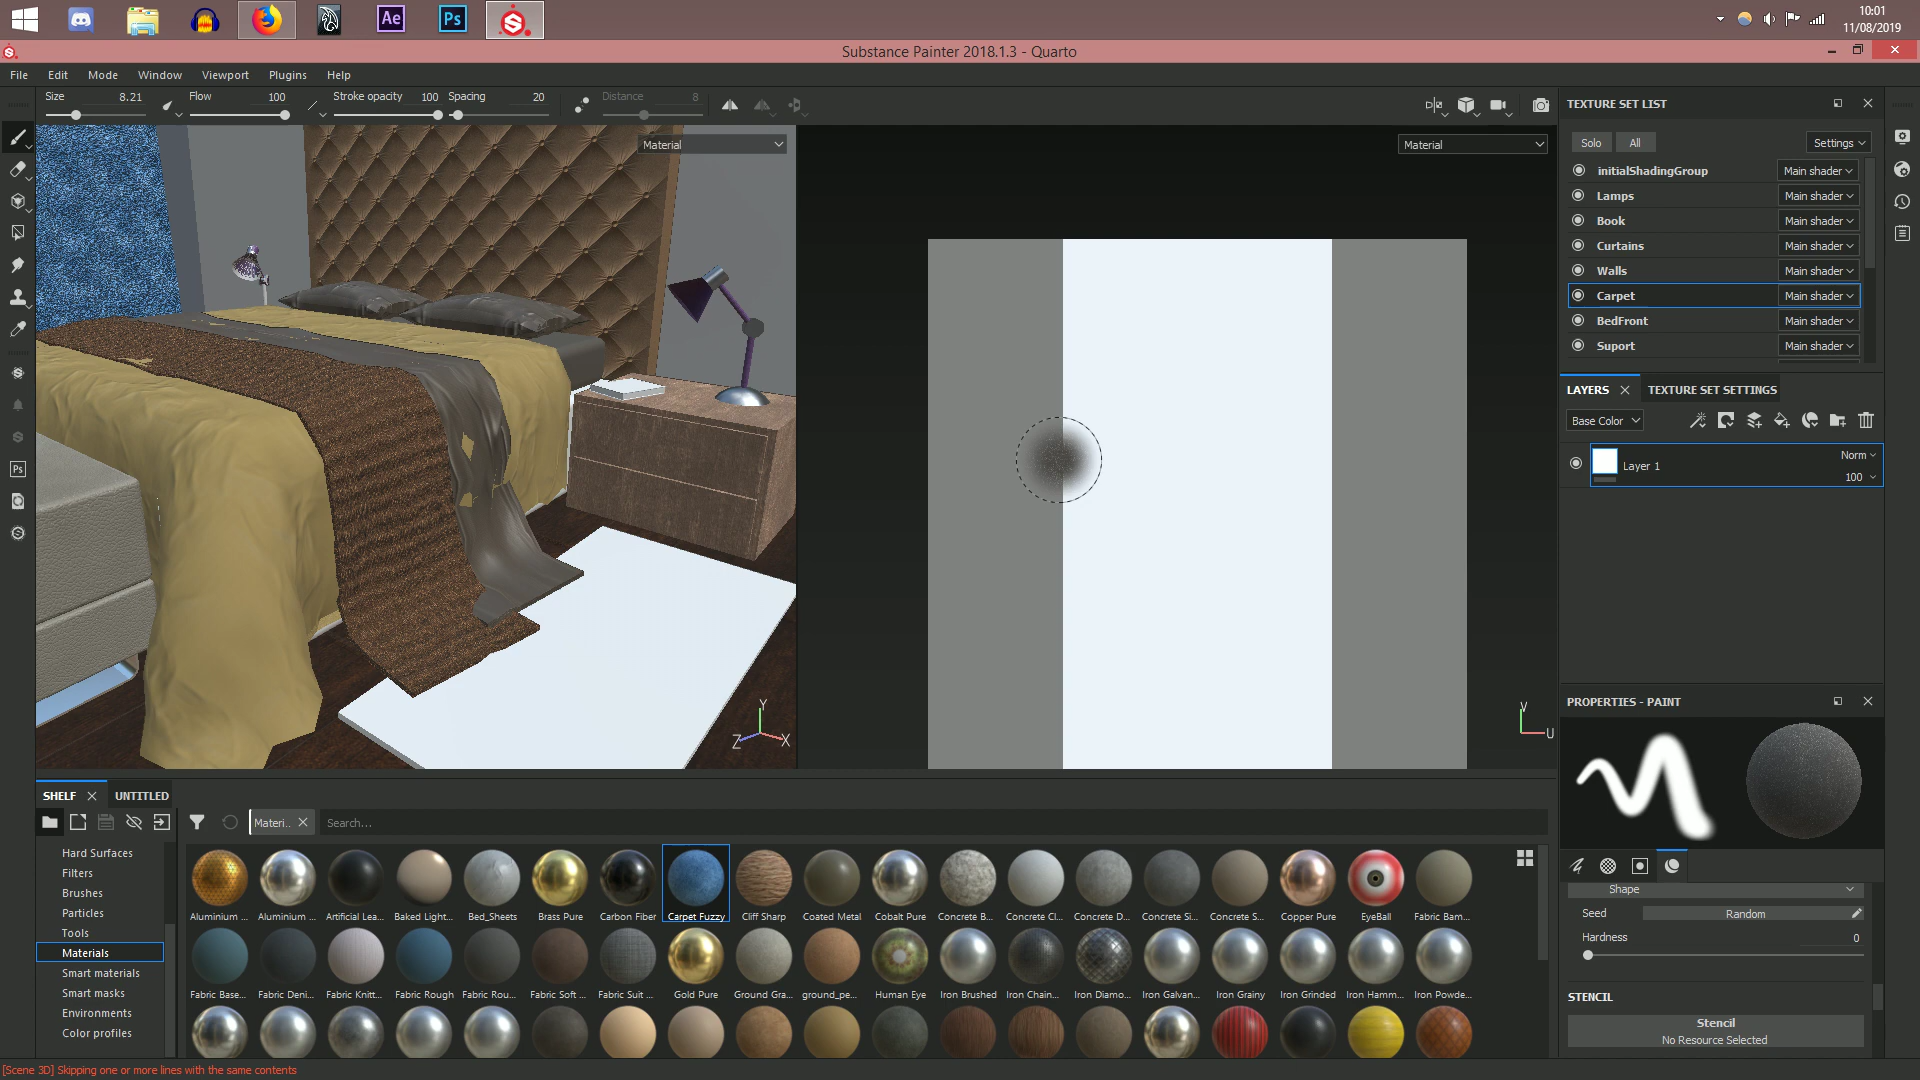 Ae
Ps
10:01
11/08/2019
Substance Painter 2018.1.3 - Quarto
File Edit Mode Window Viewport Plugins Help
Size 8.21 Flow 100 Stroke opacity 100 Spacing 20 Distance 8
Material
Material
Y
Z
X
V
U
TEXTURE SET LIST
Solo All Settings
initialShadingGroup Main shader
Lamps Main shader
Book Main shader
Curtains Main shader
Walls Main shader
Carpet Main shader
BedFront Main shader
Suport Main shader
LAYERS TEXTURE SET SETTINGS
Base Color
Layer 1 Norm
100
PROPERTIES - PAINT
Shape
Seed Random
Hardness 0
STENCIL
Stencil
No Resource Selected
Ps
SHELF UNTITLED
Materi.. Search...
Hard Surfaces
Filters
Brushes
Particles
Tools
Materials
Smart materials
Smart masks
Environments
Color profiles
Aluminium ... Aluminium ... Artificial Lea... Baked Light... Bed_Sheets Brass Pure Carbon Fiber Carpet Fuzzy Cliff Sharp Coated Metal Cobalt Pure Concrete B... Concrete Cl... Concrete D... Concrete Si... Concrete S... Copper Pure EyeBall Fabric Bam...
Fabric Base... Fabric Deni... Fabric Knitt... Fabric Rough Fabric Rou... Fabric Soft ... Fabric Suit ... Gold Pure Ground Gra... ground_pe... Human Eye Iron Brushed Iron Chain... Iron Diamo... Iron Galvan... Iron Grainy Iron Grinded Iron Hamm... Iron Powde...
[Scene 3D] Skipping one or more lines with the same contents